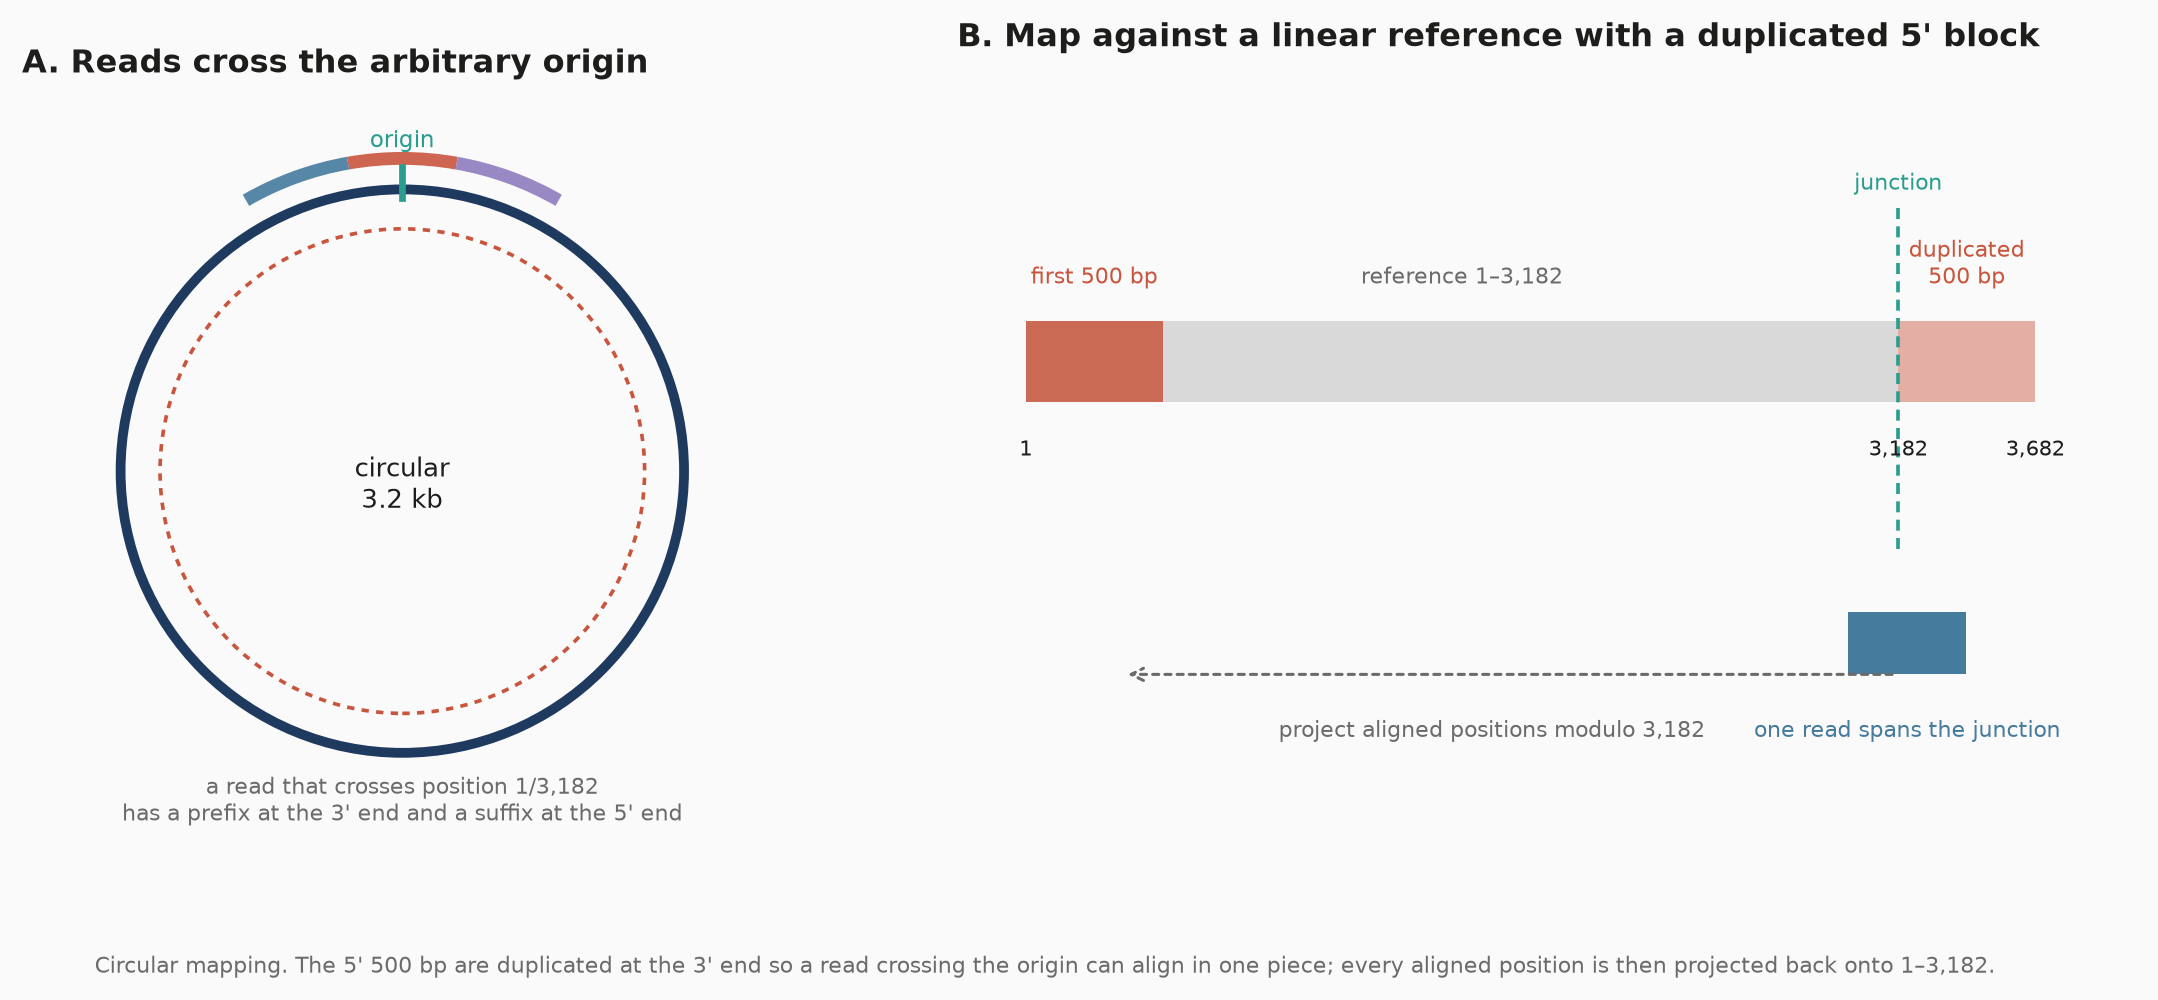 A. Reads cross the arbitrary origin
origin
circular
3.2 kb
a read that crosses position 1/3,182
has a prefix at the 3' end and a suffix at the 5' end
B. Map against a linear reference with a duplicated 5' block
junction
duplicated
500 bp
first 500 bp
reference 1–3,182
1
3,182
3,682
project aligned positions modulo 3,182
one read spans the junction
Circular mapping. The 5' 500 bp are duplicated at the 3' end so a read crossing the origin can align in one piece; every aligned position is then projected back onto 1–3,182.